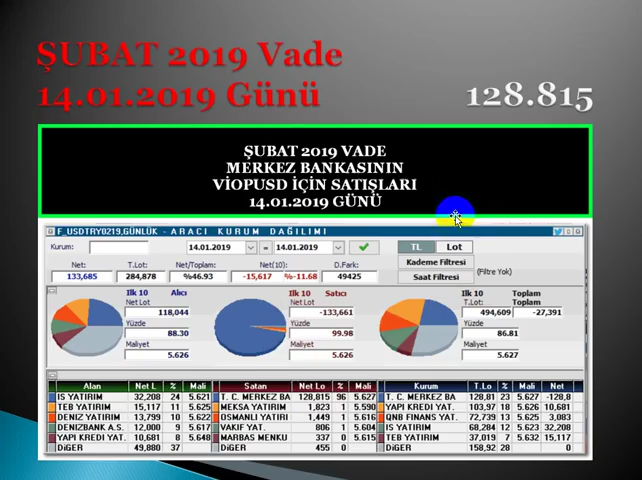 ŞUBAT 2019 Vade
14.01.2019 Günü 128.815
ŞUBAT 2019 VADE
MERKEZ BANKASININ
VİOPUSD İÇİN SATIŞLARI
14.01.2019 GÜNÜ
F_USDTRY0219,GÜNLÜK - ARACI KURUM DAĞILIMI
Kurum: 14.01.2019 = 14.01.2019 TL Lot
Kademe Filtresi
Saat Filtresi (Filtre Yok)
Net: T.Lot: Net/Toplam: Net(10): D.Fark:
133,685 284,878 %46.93 -15,617 %-11.68 49425
İlk 10 Alıcı İlk 10 Satıcı İlk 10 Toplam
Net Lot Net Lot T.Lot: Toplam
118,044 -133,661 494,609 -27,391
Yüzde Yüzde Yüzde
88.30 99.98 86.81
Maliyet Maliyet Maliyet
5.626 5.626 5.627
Alan Net L % Mali Satan Net Lo % Mali Kurum T.Lo % Mali Net
IS YATIRIM 32,208 24 5.621 T. C. MERKEZ BA 128,815 96 5.627 T. C. MERKEZ BA 128,81 23 5.627 -128,8
TEB YATIRIM 15,117 11 5.625 MEKSA YATIRIM 1,823 1 5.590 YAPI KREDI YAT. 103,97 18 5.626 10,681
DENIZ YATIRIM 13,790 10 5.625 OSMANLI YATIRI 1,449 1 5.616 QNB FINANS YAT. 72,739 13 5.625 3,083
DENIZBANK A.S. 12,000 9 5.617 VAKIF YAT. 806 1 5.604 IS YATIRIM 68,284 12 5.623 32,208
YAPI KREDI YAT. 10,681 8 5.648 MARBAS MENKU 337 0 5.615 TEB YATIRIM 37,019 7 5.632 15,117
DiGER 49,880 37 DiGER 455 0 DiGER 158,92 28 0